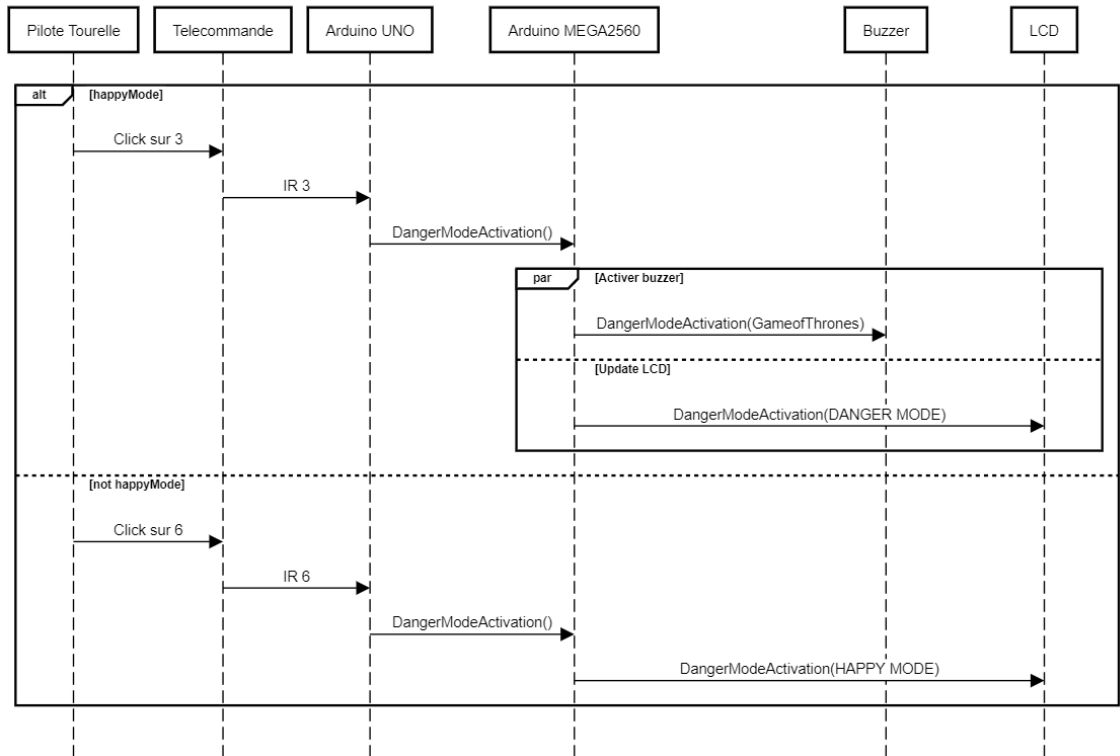 Pilote Tourelle
Telecommande
Arduino UNO
Arduino MEGA2560
Buzzer
LCD
alt
[happyMode]
Click sur 3
IR 3
DangerModeActivation()
par
[Activer buzzer]
DangerModeActivation(GameofThrones)
[Update LCD]
DangerModeActivation(DANGER MODE)
[not happyMode]
Click sur 6
IR 6
DangerModeActivation()
DangerModeActivation(HAPPY MODE)